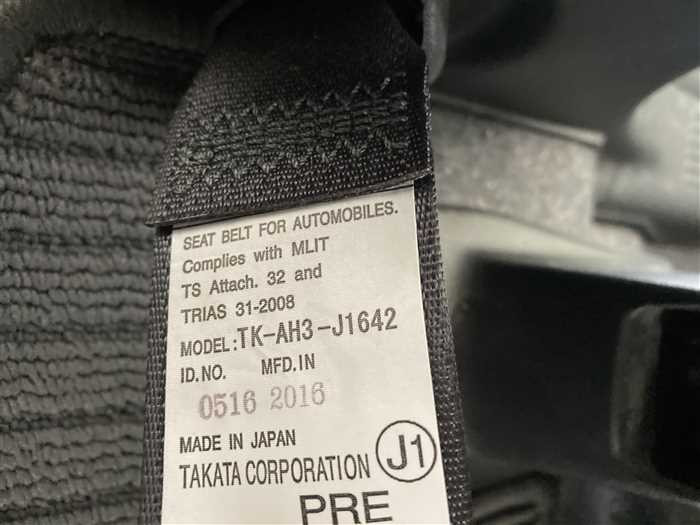 SEAT BELT FOR AUTOMOBILES.
Complies with MLIT
TS Attach. 32 and
TRIAS 31-2008
MODEL:TK-AH3-J1642
ID.NO. MFD.IN
0516 2016
MADE IN JAPAN
TAKATA CORPORATION J1
PRE